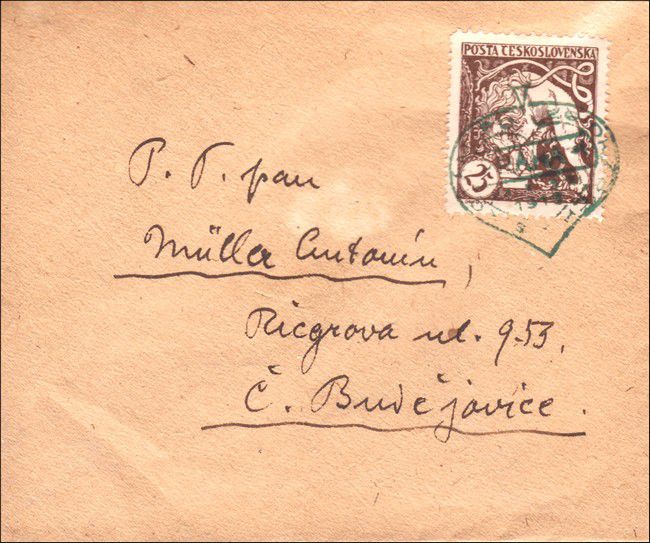 POSTA ČESKOSLOVENSKA
25
P. T. pan
Müller Antonín,
Riegrova ul. 953,
Č. Budějovice.